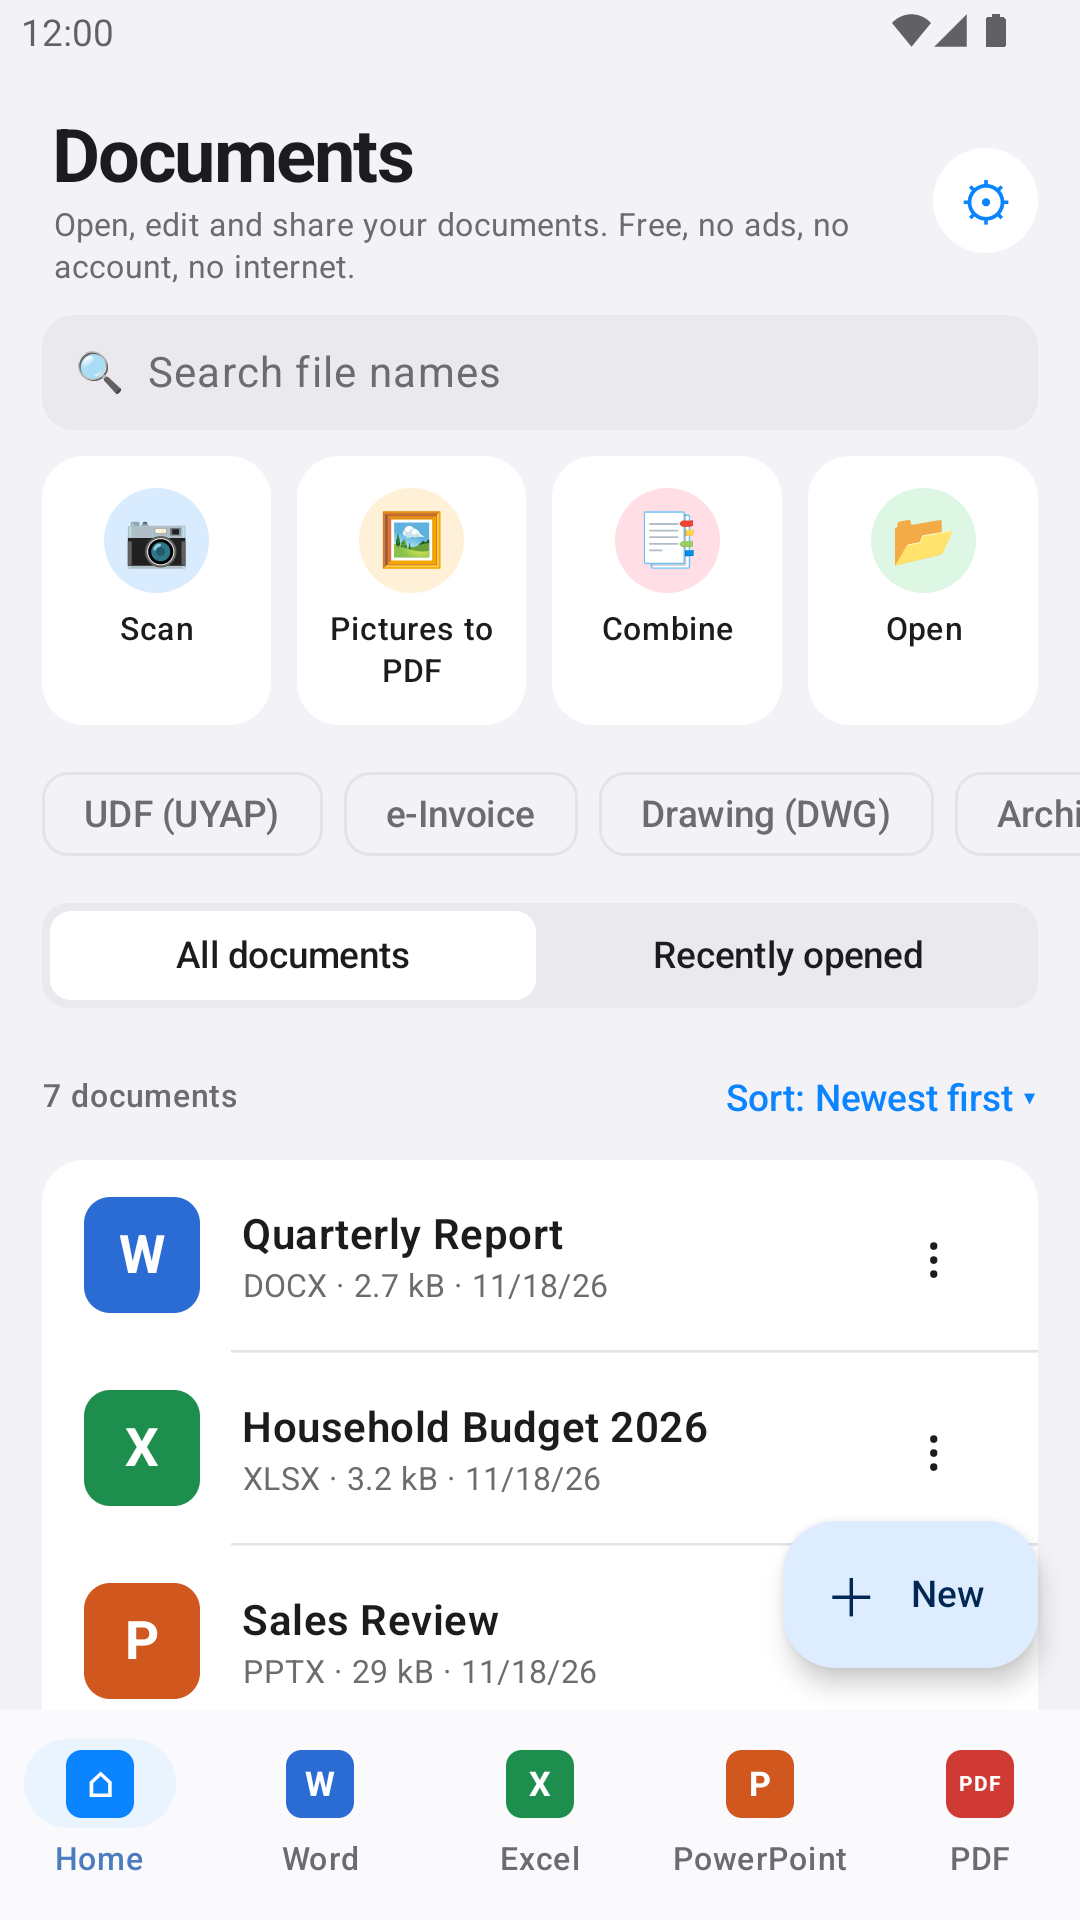 12:00
Documents
Open, edit and share your documents. Free, no ads, no
account, no internet.
Search file names
Scan
Pictures to
PDF
Combine
Open
UDF (UYAP)
e-Invoice
Drawing (DWG)
Archi
All documents
Recently opened
7 documents
Sort: Newest first ▾
W
Quarterly Report
DOCX · 2.7 kB · 11/18/26
X
Household Budget 2026
XLSX · 3.2 kB · 11/18/26
P
Sales Review
PPTX · 29 kB · 11/18/26
New
W
X
P
PDF
Home
Word
Excel
PowerPoint
PDF